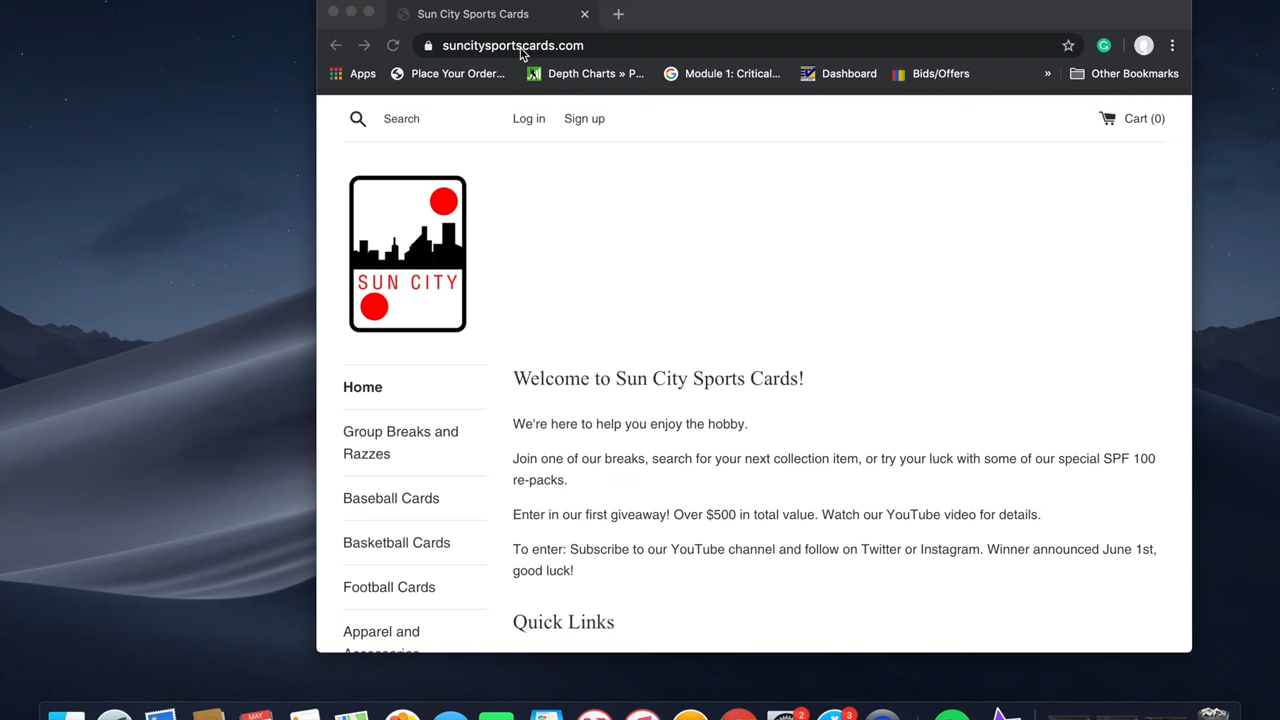 Sun City Sports Cards
suncitysportscards.com
Apps
Place Your Order...
Depth Charts » P...
Module 1: Critical...
Dashboard
Bids/Offers
»
Other Bookmarks
Search
Log in
Sign up
Cart (0)
SUN CITY
Home
Group Breaks and
Razzes
Baseball Cards
Basketball Cards
Football Cards
Apparel and
Welcome to Sun City Sports Cards!
We're here to help you enjoy the hobby.
Join one of our breaks, search for your next collection item, or try your luck with some of our special SPF 100
re-packs.
Enter in our first giveaway! Over $500 in total value. Watch our YouTube video for details.
To enter: Subscribe to our YouTube channel and follow on Twitter or Instagram. Winner announced June 1st,
good luck!
Quick Links
MAY
2
3